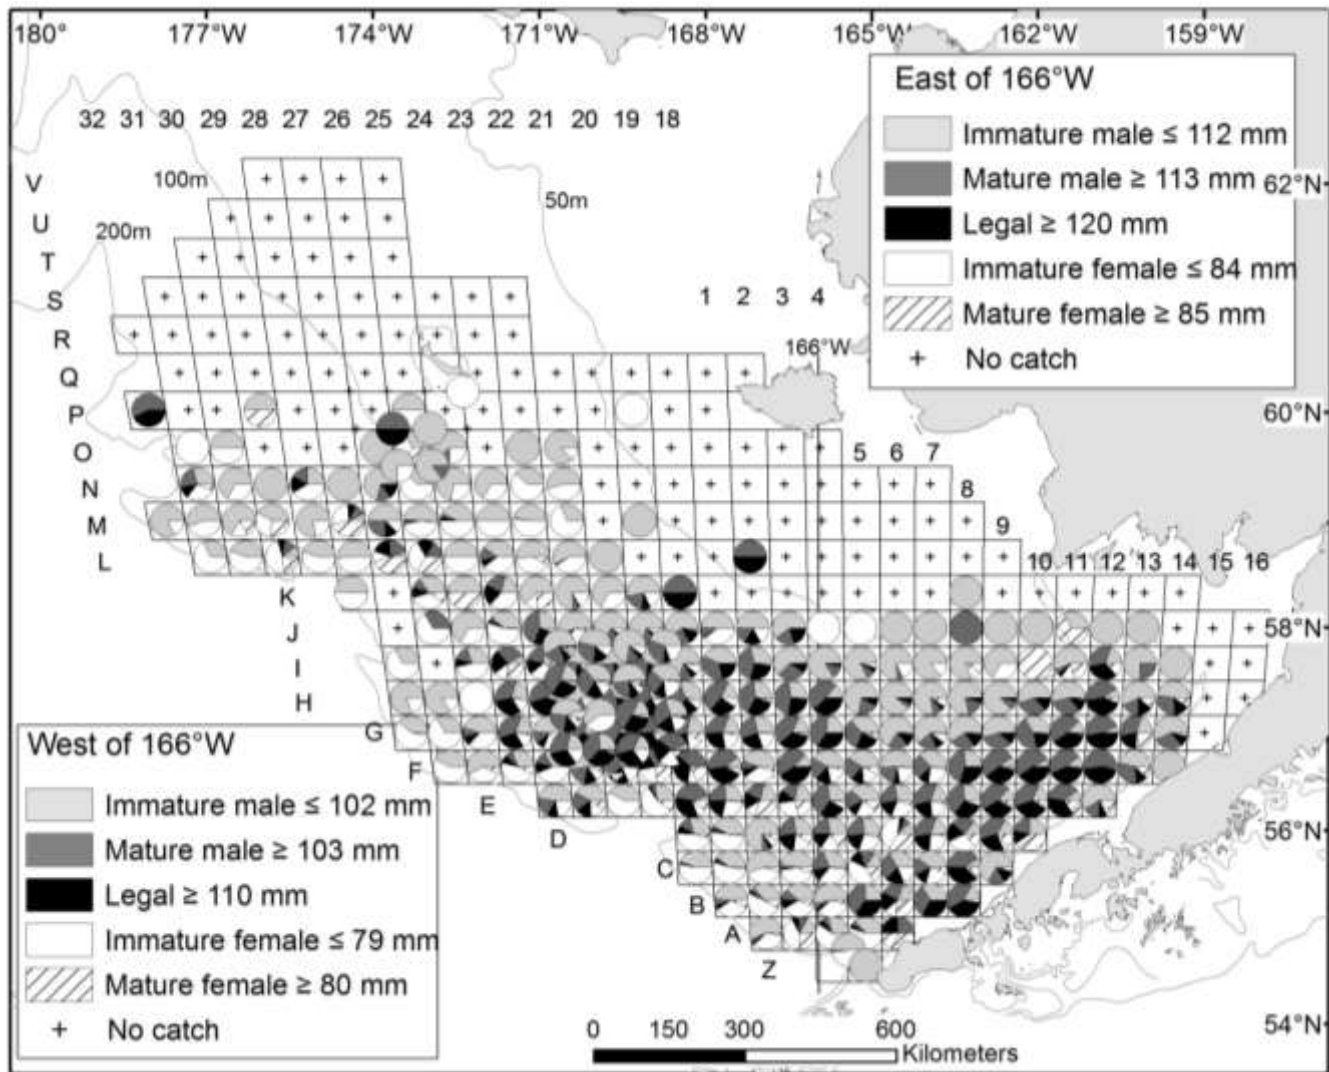 180° 177°W 174°W 171°W 168°W 165°W 162°W 159°W
East of 166°W
Immature male ≤ 112 mm
Mature male ≥ 113 mm
Legal ≥ 120 mm
Immature female ≤ 84 mm
Mature female ≥ 85 mm
+ No catch
32 31 30 29 28 27 26 25 24 23 22 21 20 19 18
100m
50m
200m
62°N
V
U
T
S
R
Q
P
O
N
M
L
K
J
I
H
G
F
E
D
C
B
A
Z
1 2 3 4
166°W
60°N
5 6 7
8
9
10 11 12 13 14 15 16
58°N
56°N
54°N
West of 166°W
Immature male ≤ 102 mm
Mature male ≥ 103 mm
Legal ≥ 110 mm
Immature female ≤ 79 mm
Mature female ≥ 80 mm
+ No catch
0 150 300 600
Kilometers